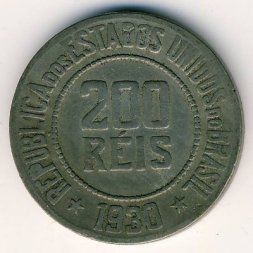 REPUBLICA DOS ESTADOS UNIDOS DO BRASIL
200
RÉIS
1930